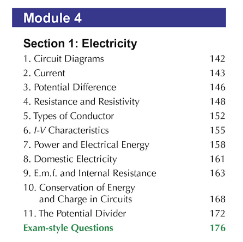 Module 4
Section 1: Electricity
1. Circuit Diagrams 142
2. Current 143
3. Potential Difference 146
4. Resistance and Resistivity 148
5. Types of Conductor 152
6. I-V Characteristics 155
7. Power and Electrical Energy 158
8. Domestic Electricity 161
9. E.m.f. and Internal Resistance 163
10. Conservation of Energy
and Charge in Circuits 168
11. The Potential Divider 172
Exam-style Questions 176